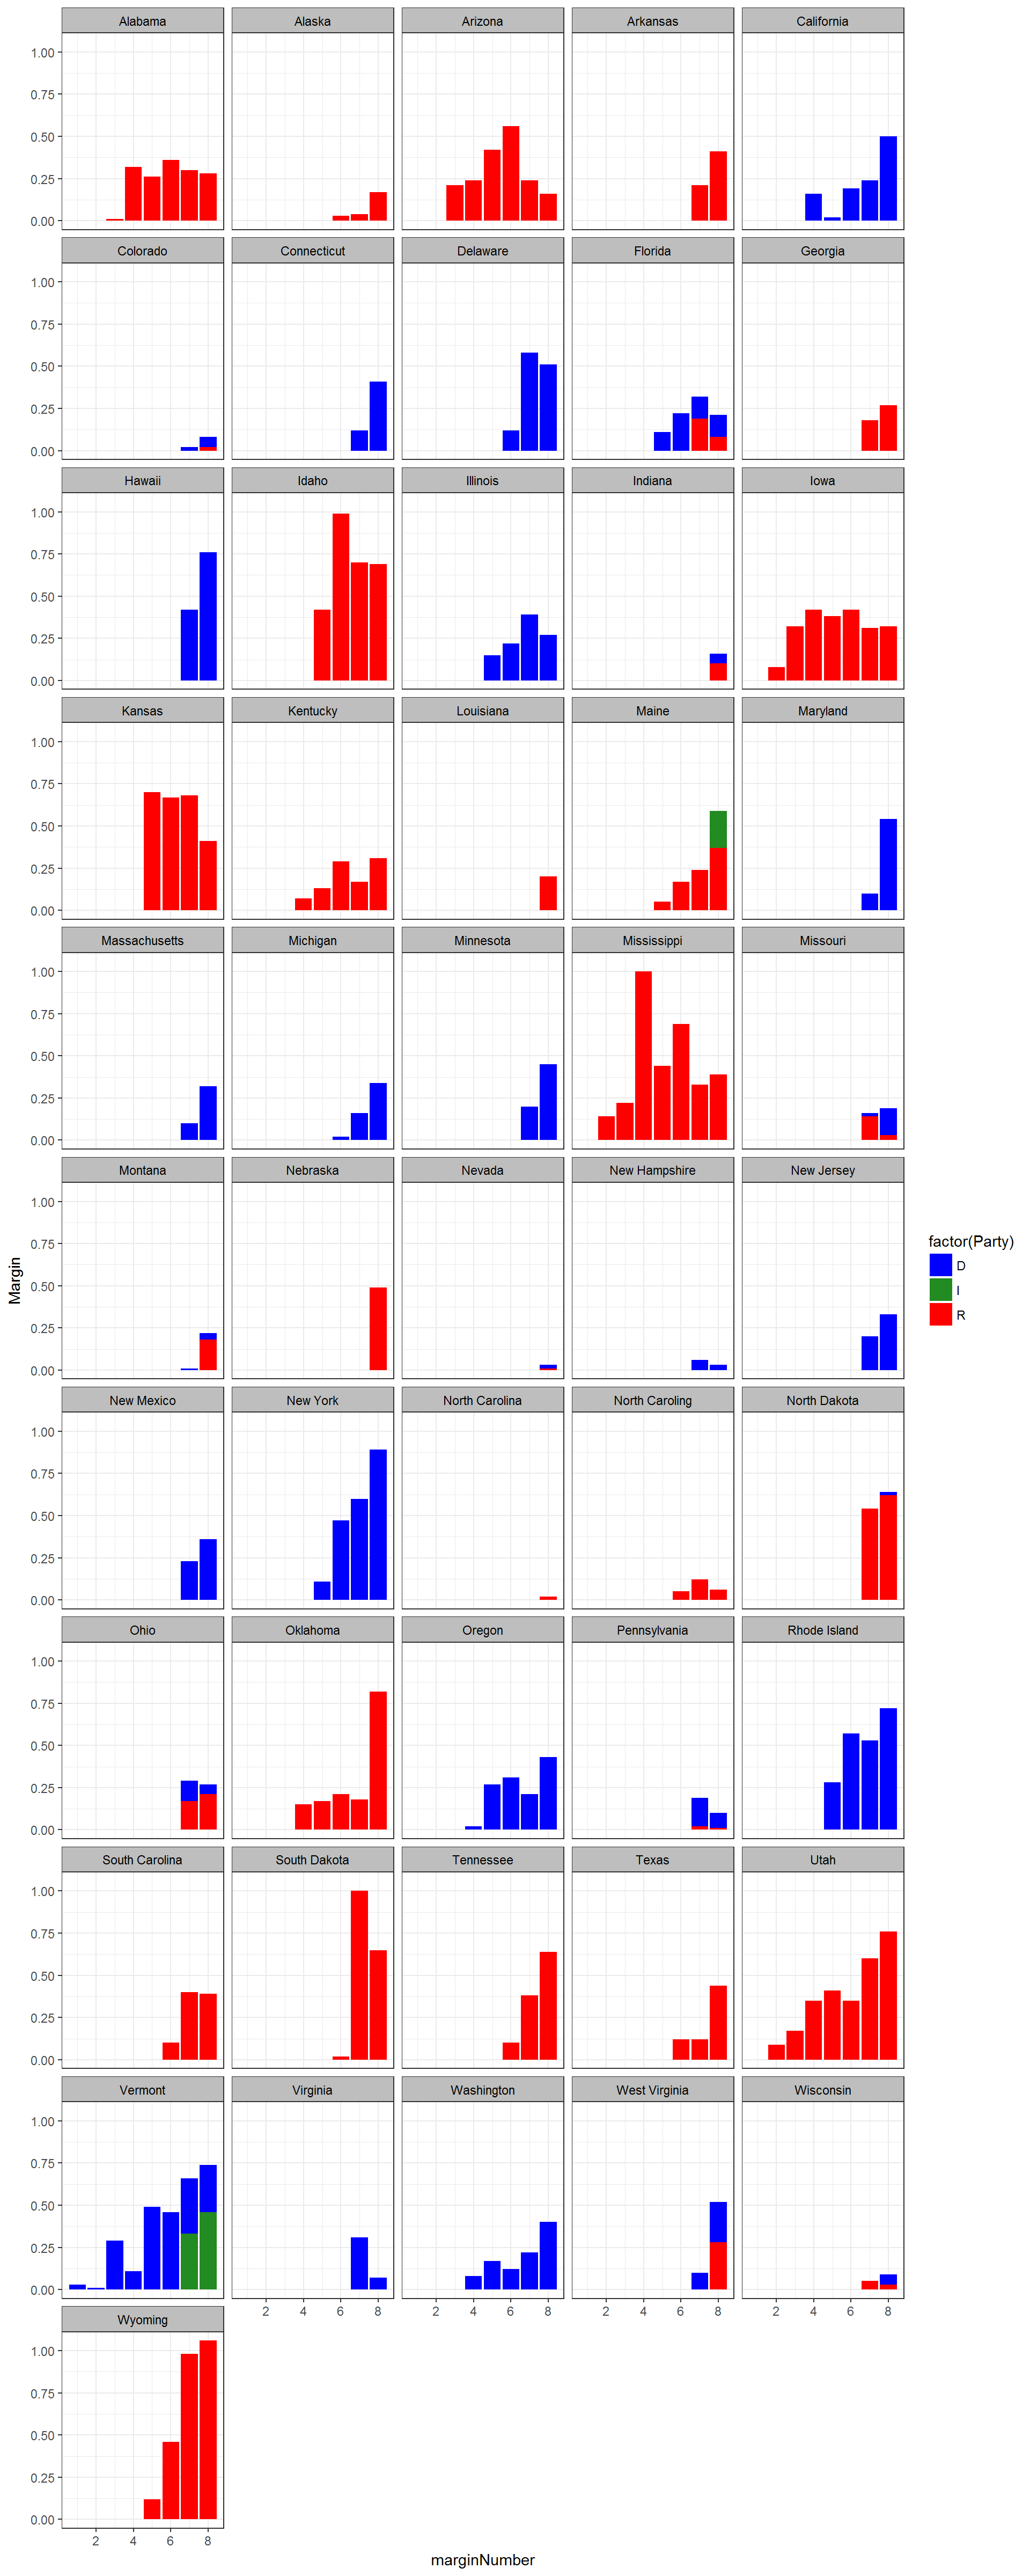 Alabama Alaska Arizona Arkansas California
1.00
0.75
0.50
0.25
0.00
Colorado Connecticut Delaware Florida Georgia
1.00
0.75
0.50
0.25
0.00
Hawaii Idaho Illinois Indiana Iowa
1.00
0.75
0.50
0.25
0.00
Kansas Kentucky Louisiana Maine Maryland
1.00
0.75
0.50
0.25
0.00
Massachusetts Michigan Minnesota Mississippi Missouri
1.00
0.75
0.50
0.25
0.00
Montana Nebraska Nevada New Hampshire New Jersey
1.00
0.75
0.50
0.25
0.00
New Mexico New York North Carolina North Caroling North Dakota
1.00
0.75
0.50
0.25
0.00
Ohio Oklahoma Oregon Pennsylvania Rhode Island
1.00
0.75
0.50
0.25
0.00
South Carolina South Dakota Tennessee Texas Utah
1.00
0.75
0.50
0.25
0.00
Vermont Virginia Washington West Virginia Wisconsin
1.00
0.75
0.50
0.25
0.00
2 4 6 8 2 4 6 8 2 4 6 8 2 4 6 8
Wyoming
1.00
0.75
0.50
0.25
0.00
2 4 6 8
marginNumber
Margin
factor(Party)
D
I
R